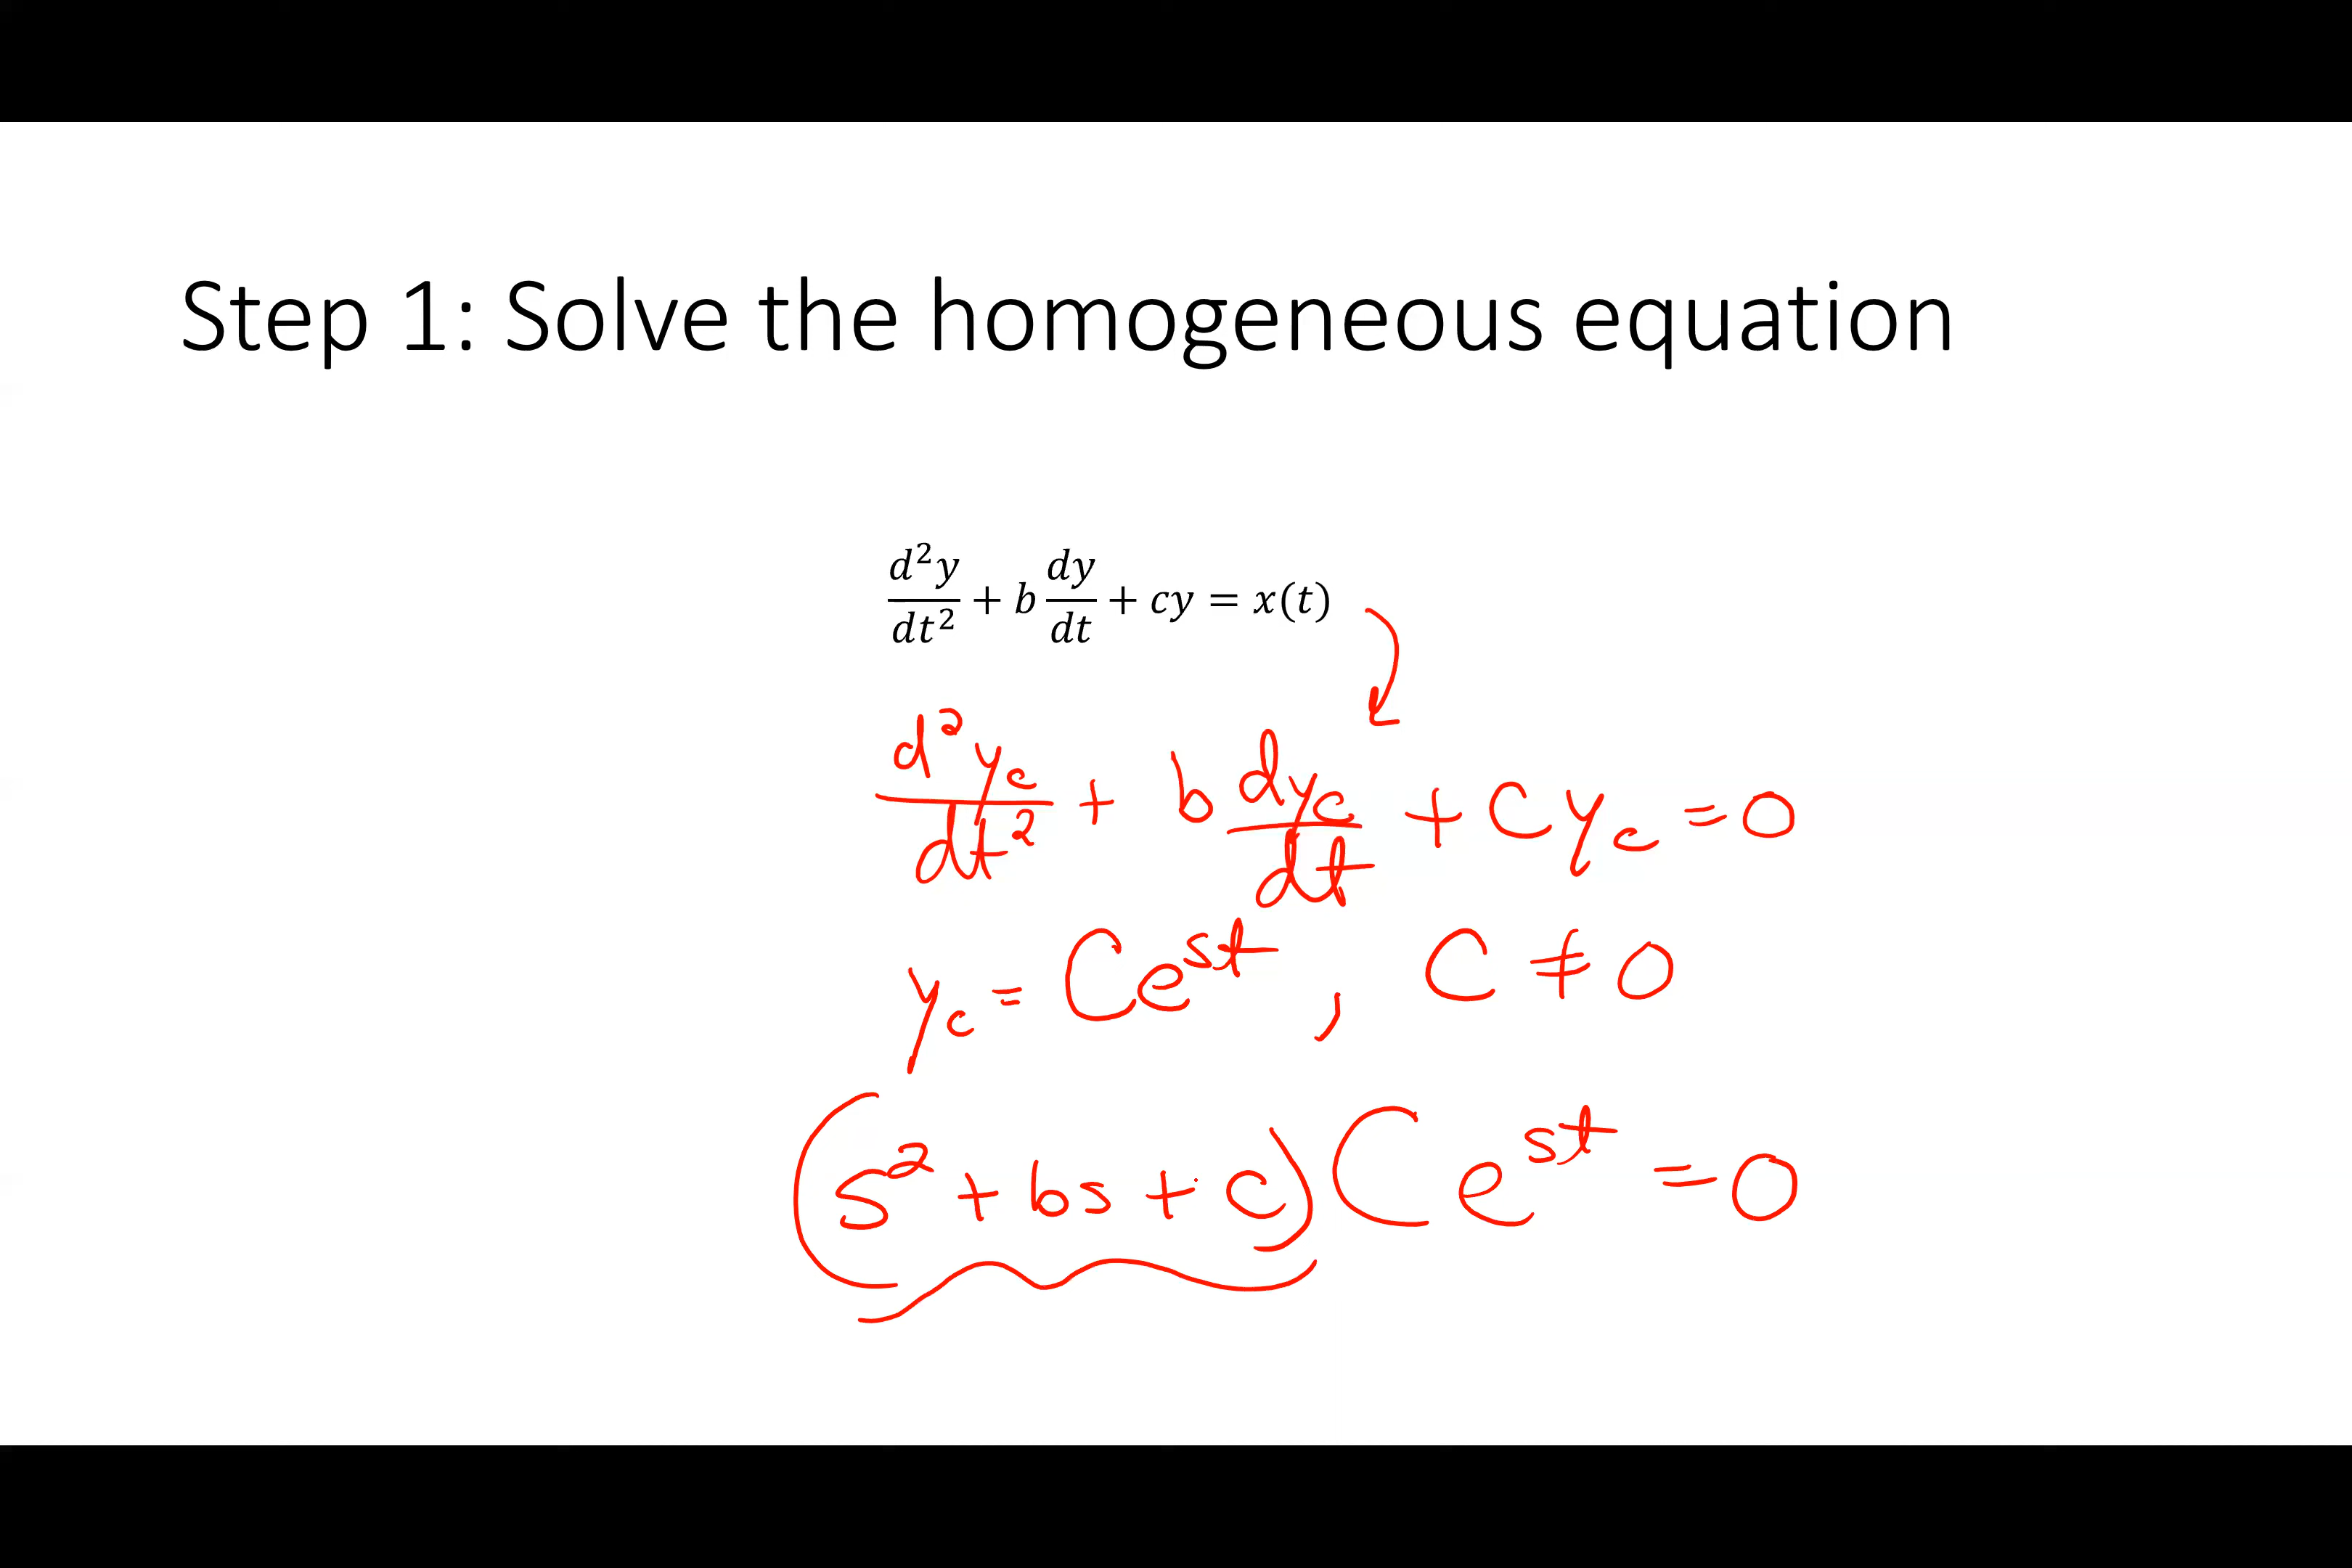 Step 1: Solve the homogeneous equation
d²y/dt² + b dy/dt + cy = x(t)
d²y_c/dt² + b dy_c/dt + cy_c = 0
y_c = Ce^{st}, C ≠ 0
(s² + bs + c) C e^{st} = 0